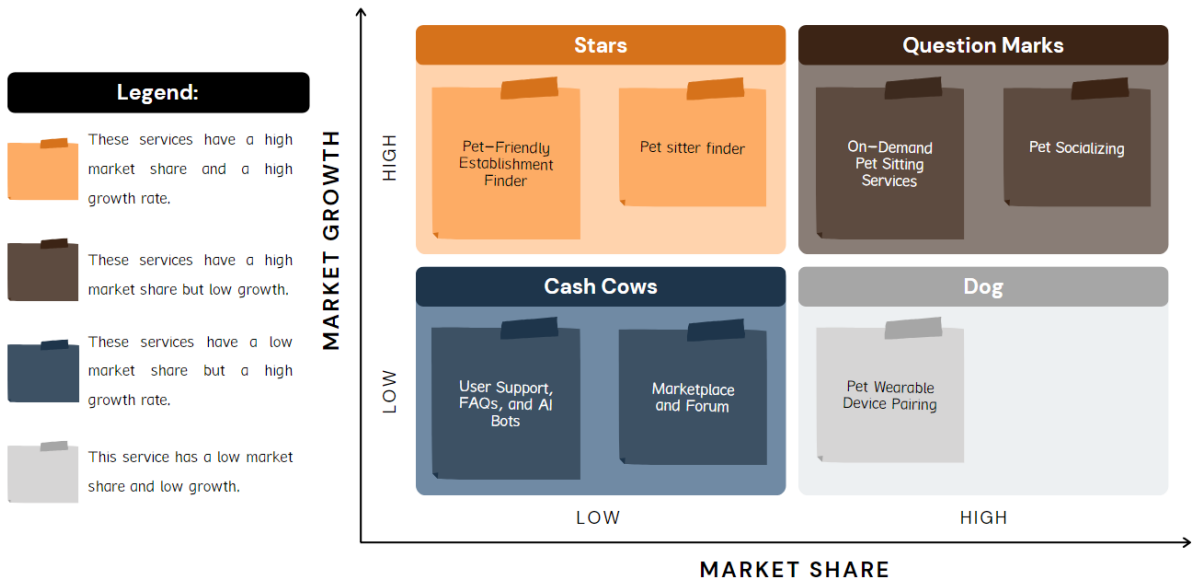 Legend:
These services have a high
market share and a high
growth rate.
These services have a high
market share but low growth.
These services have a low
market share but a high
growth rate.
This service has a low market
share and low growth.
MARKET GROWTH
HIGH
LOW
Stars
Pet-Friendly
Establishment
Finder
Pet sitter finder
Question Marks
On-Demand
Pet Sitting
Services
Pet Socializing
Cash Cows
User Support,
FAQs, and AI
Bots
Marketplace
and Forum
Dog
Pet Wearable
Device Pairing
LOW
HIGH
MARKET SHARE